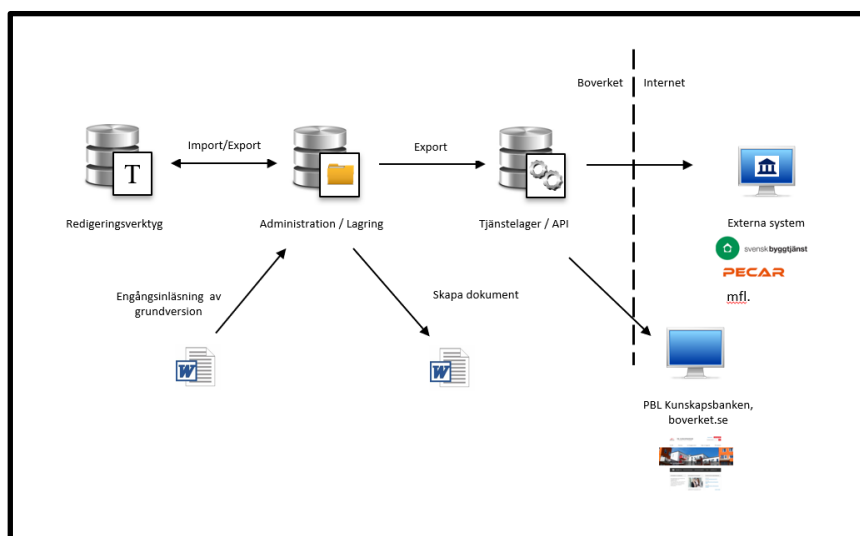 Boverket
Internet
Import/Export
Export
T
Redigeringsverktyg
Administration / Lagring
Tjänstelager / API
Externa system
svenskbyggtjänst
PECAR
mfl.
Engångsinläsning av
grundversion
Skapa dokument
W
W
PBL Kunskapsbanken,
boverket.se